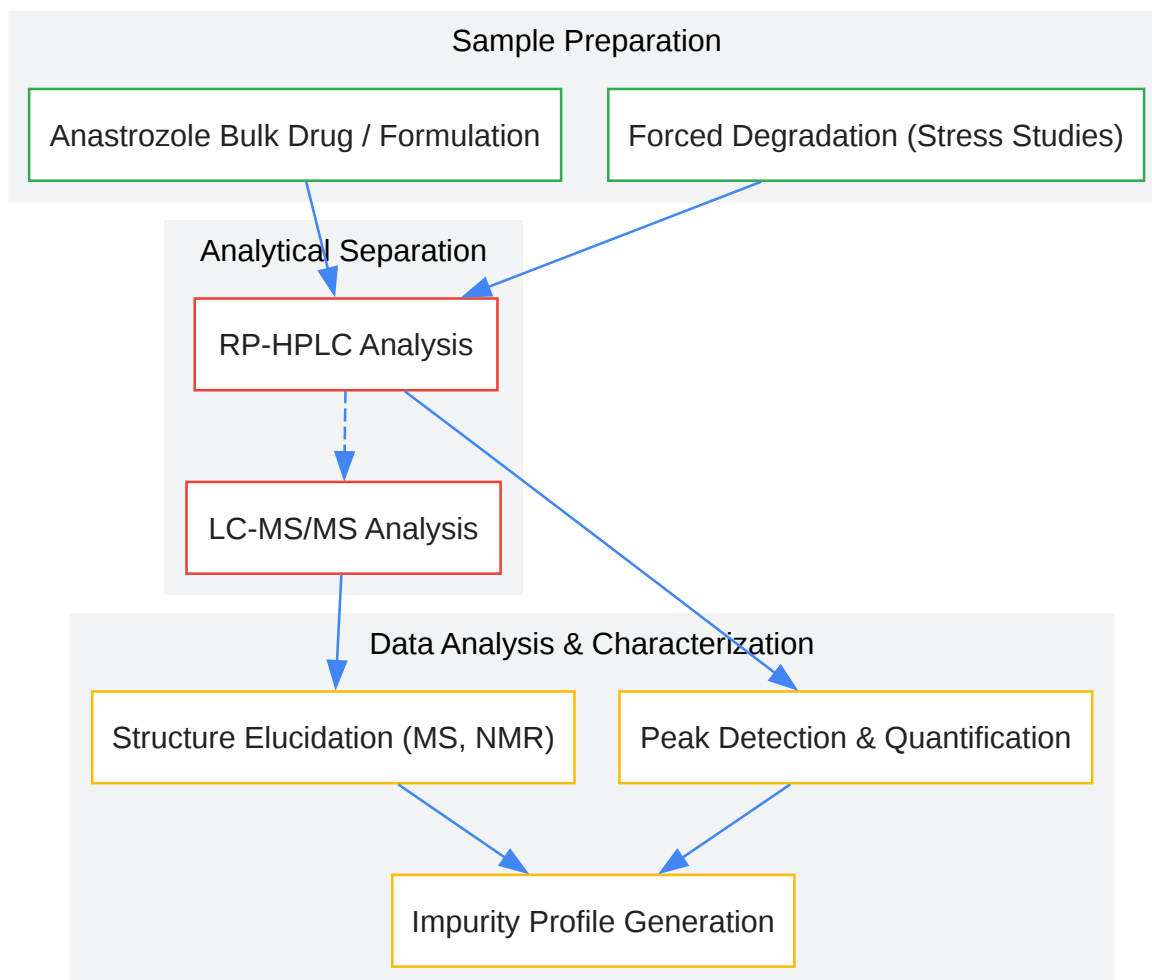 Sample Preparation
Anastrozole Bulk Drug / Formulation
Forced Degradation (Stress Studies)
Analytical Separation
RP-HPLC Analysis
LC-MS/MS Analysis
Data Analysis & Characterization
Structure Elucidation (MS, NMR)
Peak Detection & Quantification
Impurity Profile Generation